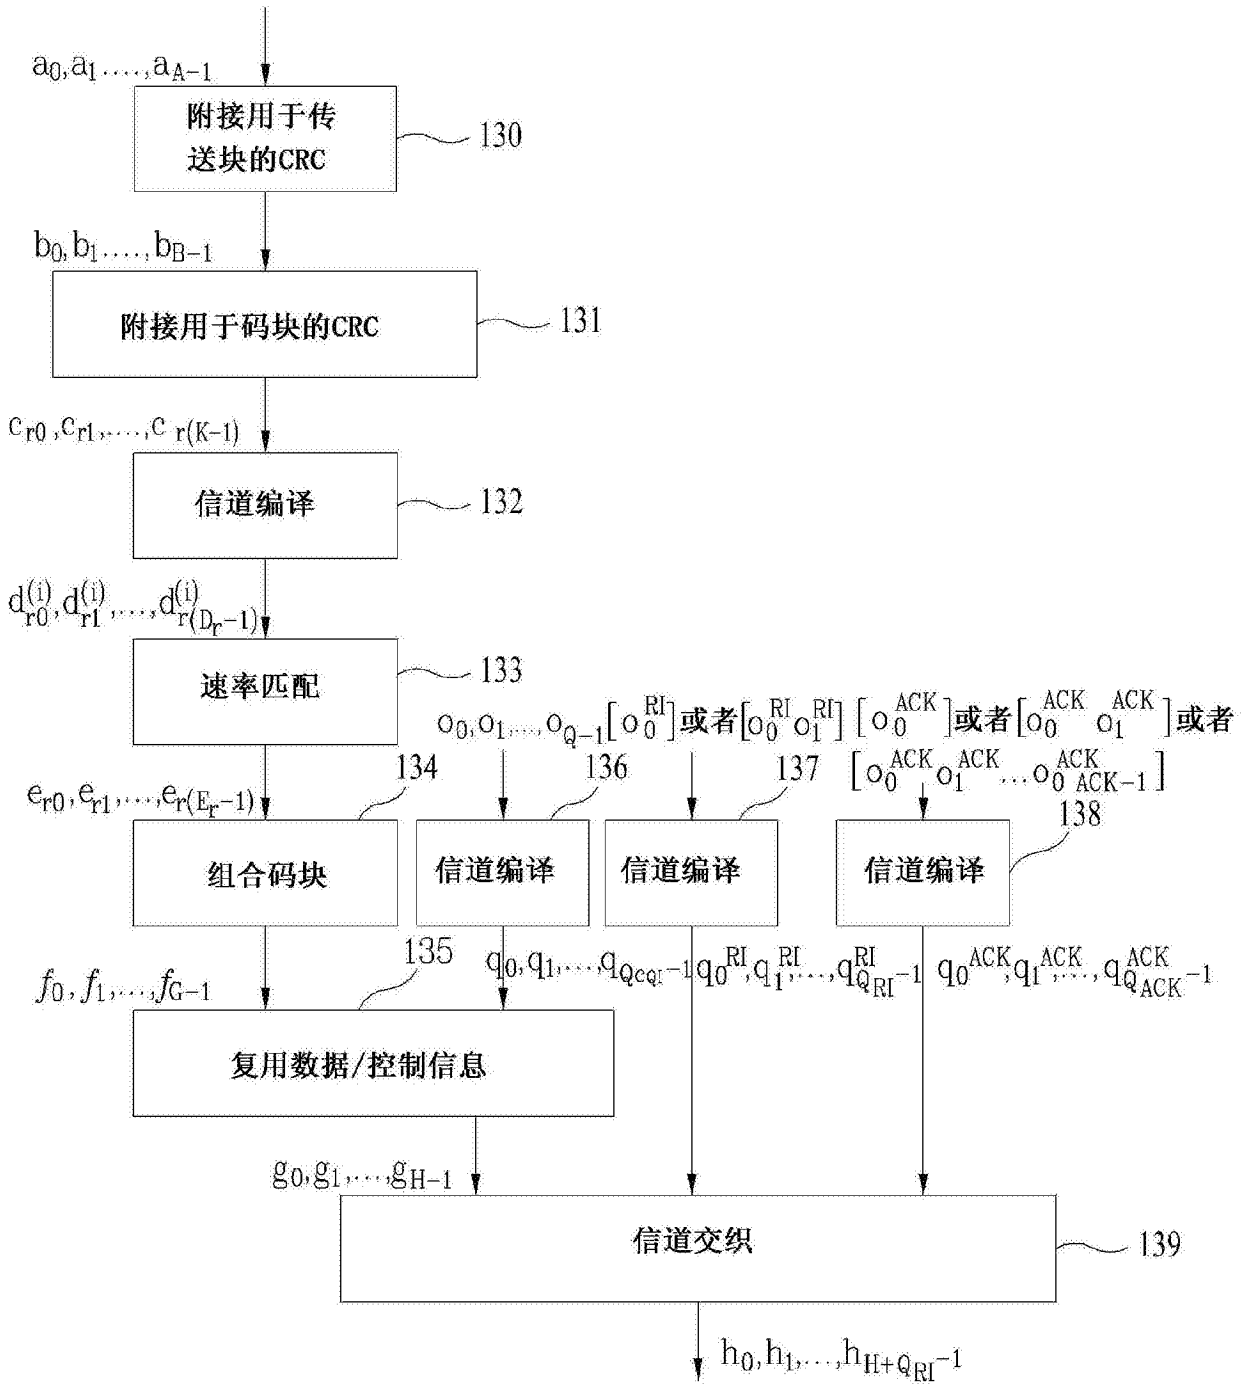 a0,a1....,aA-1
附接用于传
送块的CRC
130
b0,b1....,bB-1
附接用于码块的CRC
131
cr0,cr1,...,c r(K-1)
信道编译
132
d(i)r0,d(i)r1,...,d(i)r(Dr-1)
速率匹配
133
o0,o1,...,oQ-1[o0RI]或者[o0RI o1RI] [o0ACK]或者[o0ACK o1ACK]或者
[o0ACK o1ACK...o0ACK ACK-1]
er0,er1,...,er(Er-1)
134
136
137
138
组合码块
信道编译
信道编译
信道编译
f0,f1,...,fG-1
135
q0,q1,...,qQCQI-1
q0RI,q1RI,...,qQRI-1RI
q0ACK,q1ACK,...,qQACK-1ACK
复用数据/控制信息
g0,g1,...,gH-1
信道交织
139
h0,h1,...,hH+QRI-1